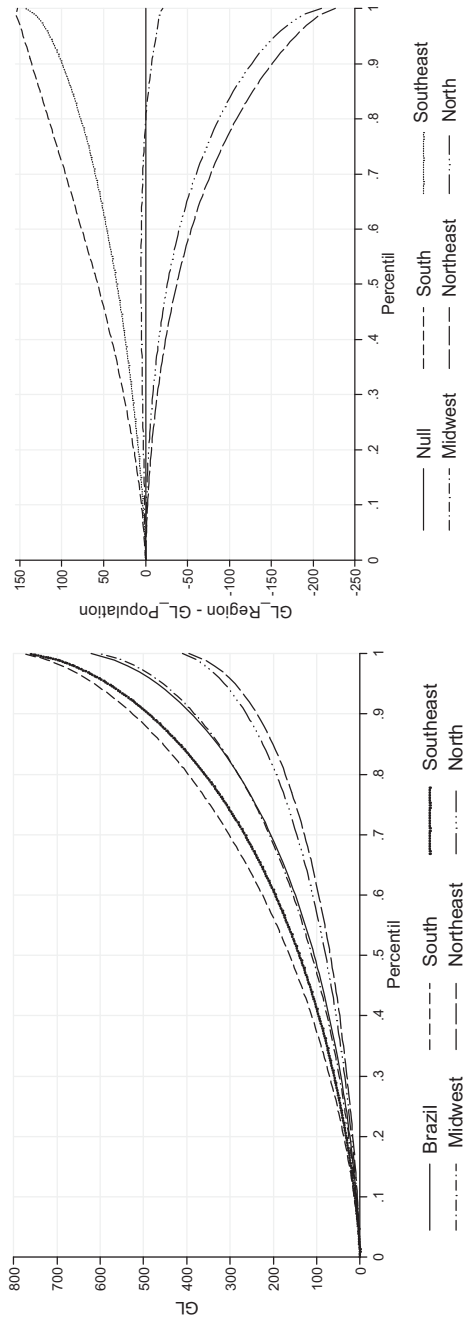 800
700
600
500
400
300
200
100
0
GL
0 .1 .2 .3 .4 .5 .6 .7 .8 .9 1
Percentil
Brazil South Southeast
Midwest Northeast North
150
100
50
0
-50
-100
-150
-200
-250
GL_Region - GL_Population
0 .1 .2 .3 .4 .5 .6 .7 .8 .9 1
Percentil
Null South Southeast
Midwest Northeast North